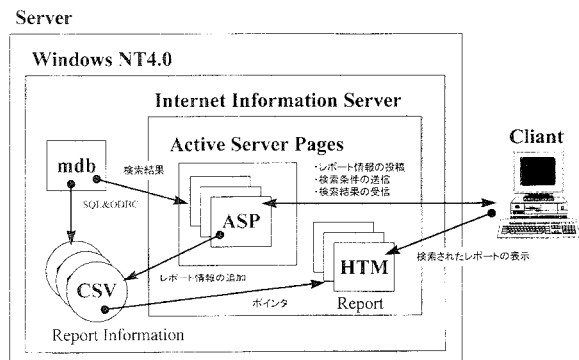 Server
Windows NT4.0
Internet Information Server
Active Server Pages
Cliant
mdb
検索結果
SQL&ODBC
ASP
・レポート情報の投稿
・検索条件の送信
・検索結果の受信
HTM
検索されたレポートの表示
レポート情報の追加
CSV
ポインタ
Report
Report Information